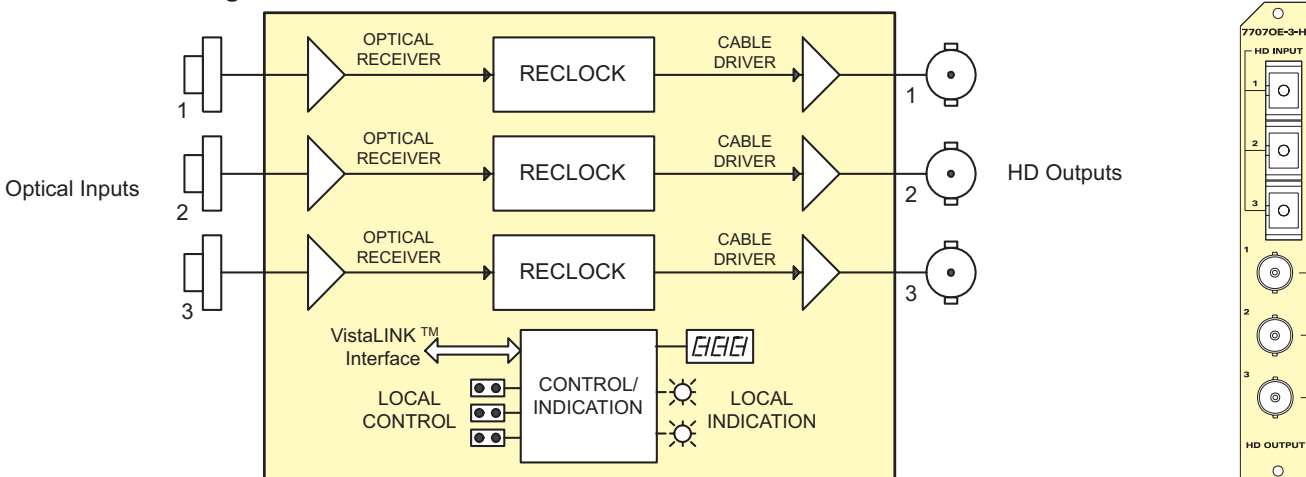 OPTICAL
RECEIVER
RECLOCK
CABLE
DRIVER
1
1
OPTICAL
RECEIVER
RECLOCK
CABLE
DRIVER
Optical Inputs
2
2
HD Outputs
OPTICAL
RECEIVER
RECLOCK
CABLE
DRIVER
3
3
VistaLINK TM
Interface
LOCAL
CONTROL
CONTROL/
INDICATION
LOCAL
INDICATION
7707OE-3-H
HD INPUT
1
2
3
1
2
3
HD OUTPUT